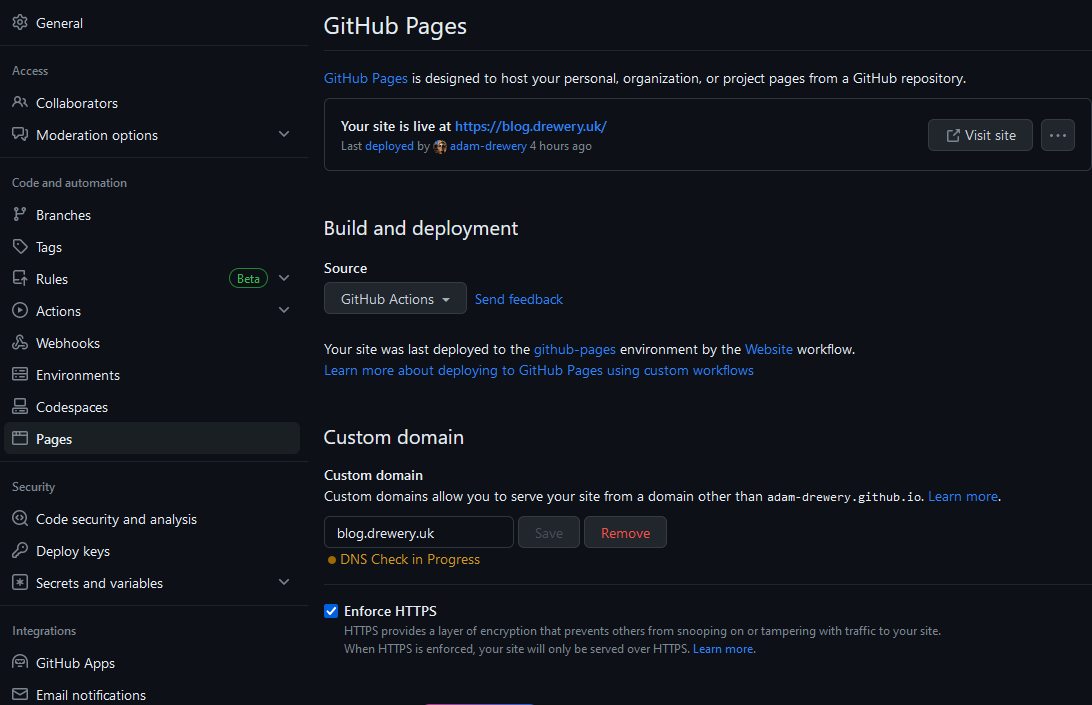 General
Access
Collaborators
Moderation options
Code and automation
Branches
Tags
Rules Beta
Actions
Webhooks
Environments
Codespaces
Pages
Security
Code security and analysis
Deploy keys
Secrets and variables
Integrations
GitHub Apps
Email notifications
GitHub Pages
GitHub Pages is designed to host your personal, organization, or project pages from a GitHub repository.
Your site is live at https://blog.drewery.uk/
Last deployed by adam-drewery 4 hours ago
Visit site
Build and deployment
Source
GitHub Actions Send feedback
Your site was last deployed to the github-pages environment by the Website workflow.
Learn more about deploying to GitHub Pages using custom workflows
Custom domain
Custom domain
Custom domains allow you to serve your site from a domain other than adam-drewery.github.io. Learn more.
blog.drewery.uk Save Remove
DNS Check in Progress
Enforce HTTPS
HTTPS provides a layer of encryption that prevents others from snooping on or tampering with traffic to your site.
When HTTPS is enforced, your site will only be served over HTTPS. Learn more.